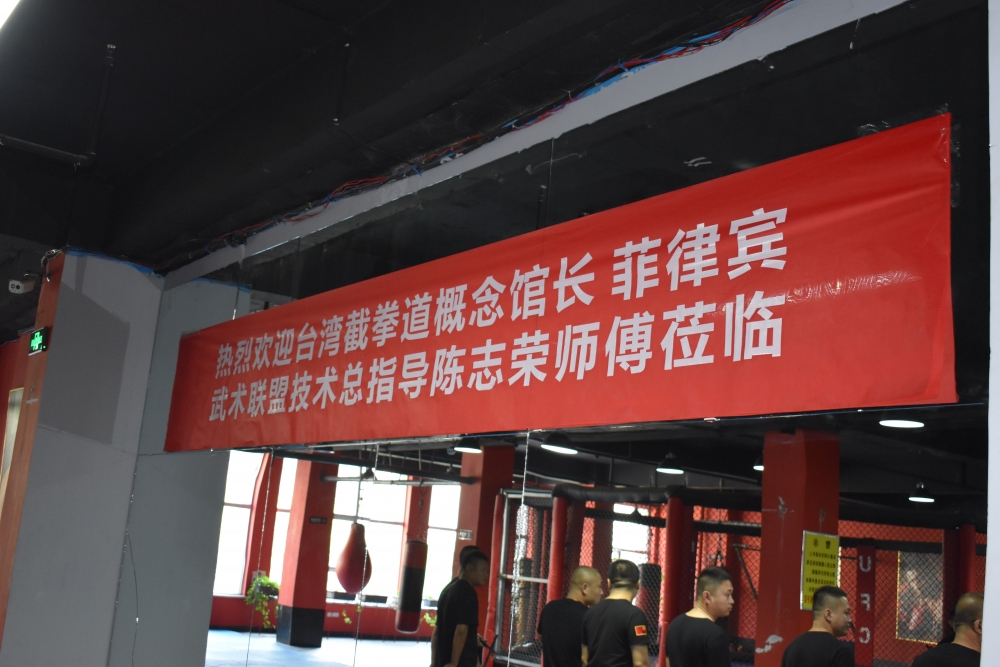 热烈欢迎台湾截拳道概念馆长 菲律宾
武术联盟技术总指导陈志荣师傅莅临
U
R
C